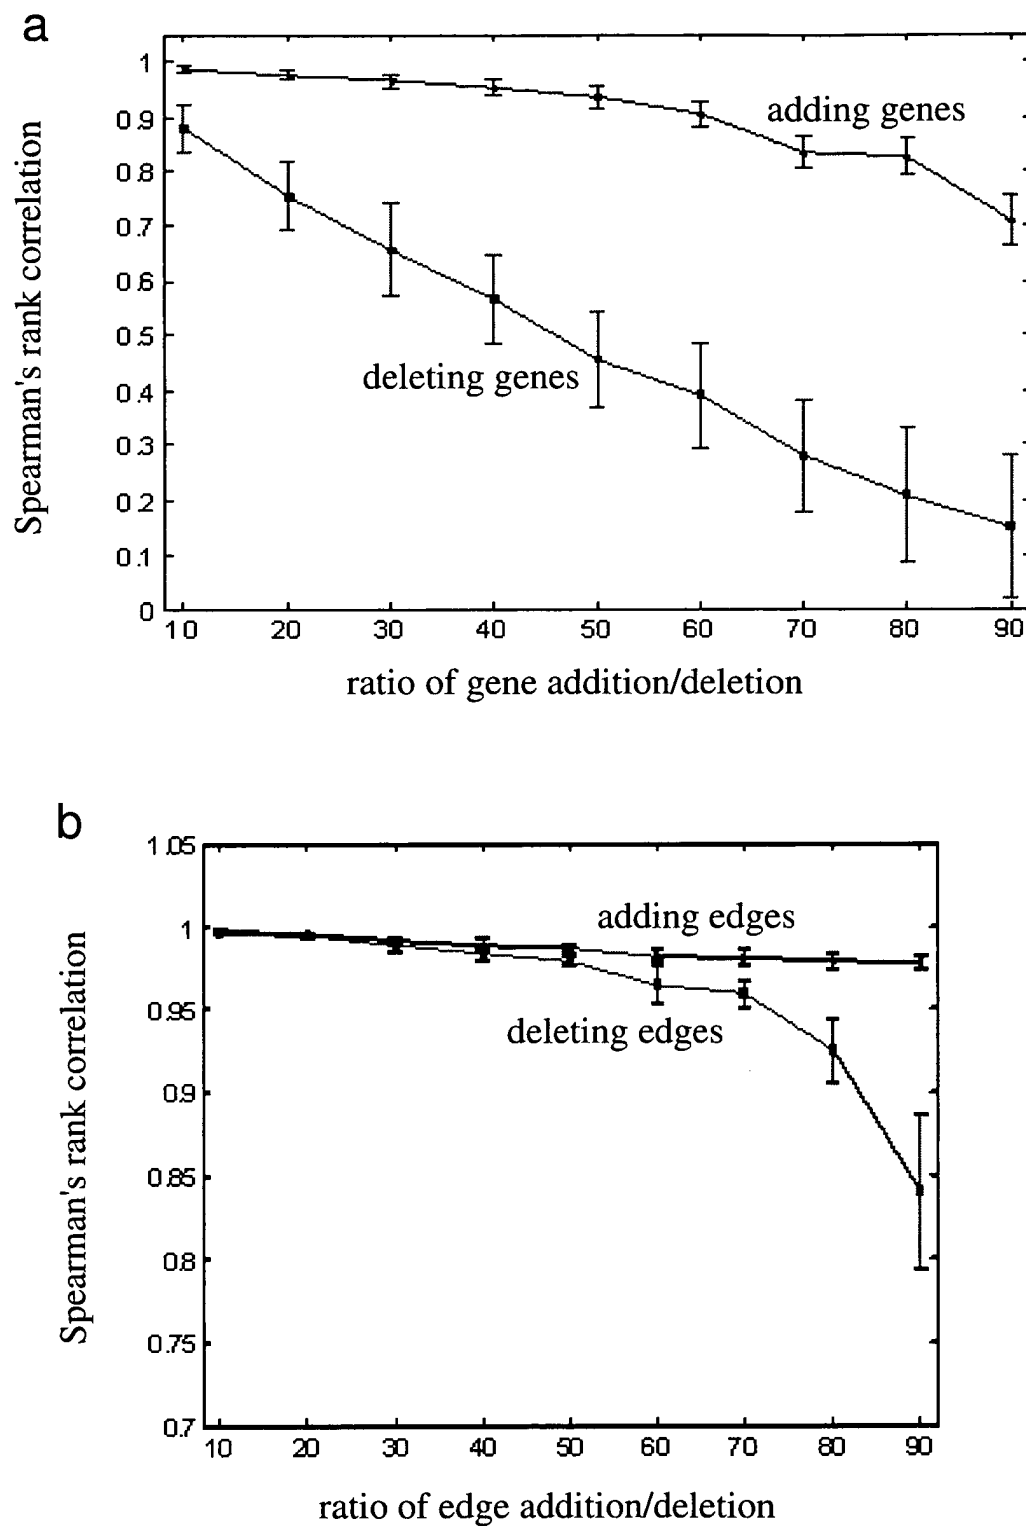 a
Spearman's rank correlation
1
0.9
0.8
0.7
0.6
0.5
0.4
0.3
0.2
0.1
0
adding genes
deleting genes
10 20 30 40 50 60 70 80 90
ratio of gene addition/deletion
b
Spearman's rank correlation
1.05
1
0.95
0.9
0.85
0.8
0.75
0.7
adding edges
deleting edges
10 20 30 40 50 60 70 80 90
ratio of edge addition/deletion